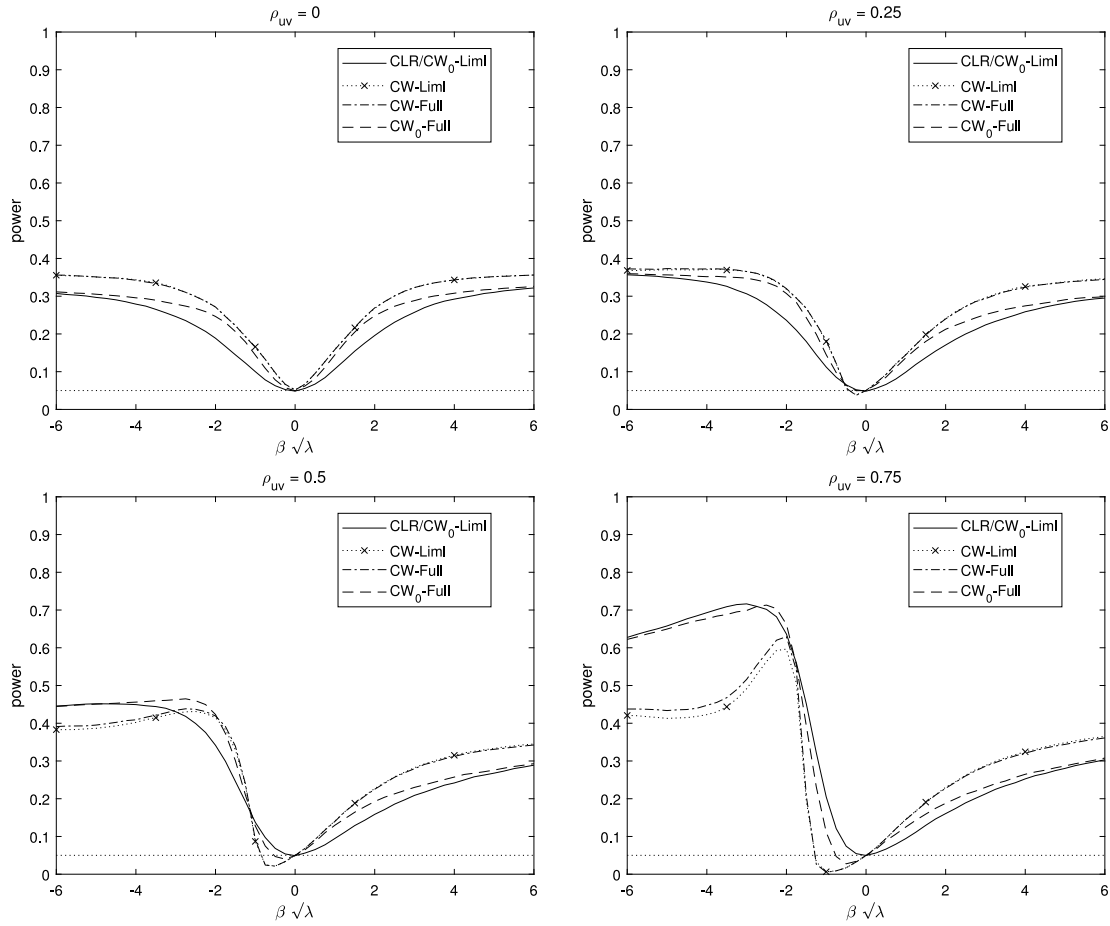 ρuv = 0
CLR/CW0-Liml
CW-Liml
CW-Full
CW0-Full
power
1
0.9
0.8
0.7
0.6
0.5
0.4
0.3
0.2
0.1
0
-6 -4 -2 0 2 4 6
β √λ
ρuv = 0.25
CLR/CW0-Liml
CW-Liml
CW-Full
CW0-Full
power
1
0.9
0.8
0.7
0.6
0.5
0.4
0.3
0.2
0.1
0
-6 -4 -2 0 2 4 6
β √λ
ρuv = 0.5
CLR/CW0-Liml
CW-Liml
CW-Full
CW0-Full
power
1
0.9
0.8
0.7
0.6
0.5
0.4
0.3
0.2
0.1
0
-6 -4 -2 0 2 4 6
β √λ
ρuv = 0.75
CLR/CW0-Liml
CW-Liml
CW-Full
CW0-Full
power
1
0.9
0.8
0.7
0.6
0.5
0.4
0.3
0.2
0.1
0
-6 -4 -2 0 2 4 6
β √λ